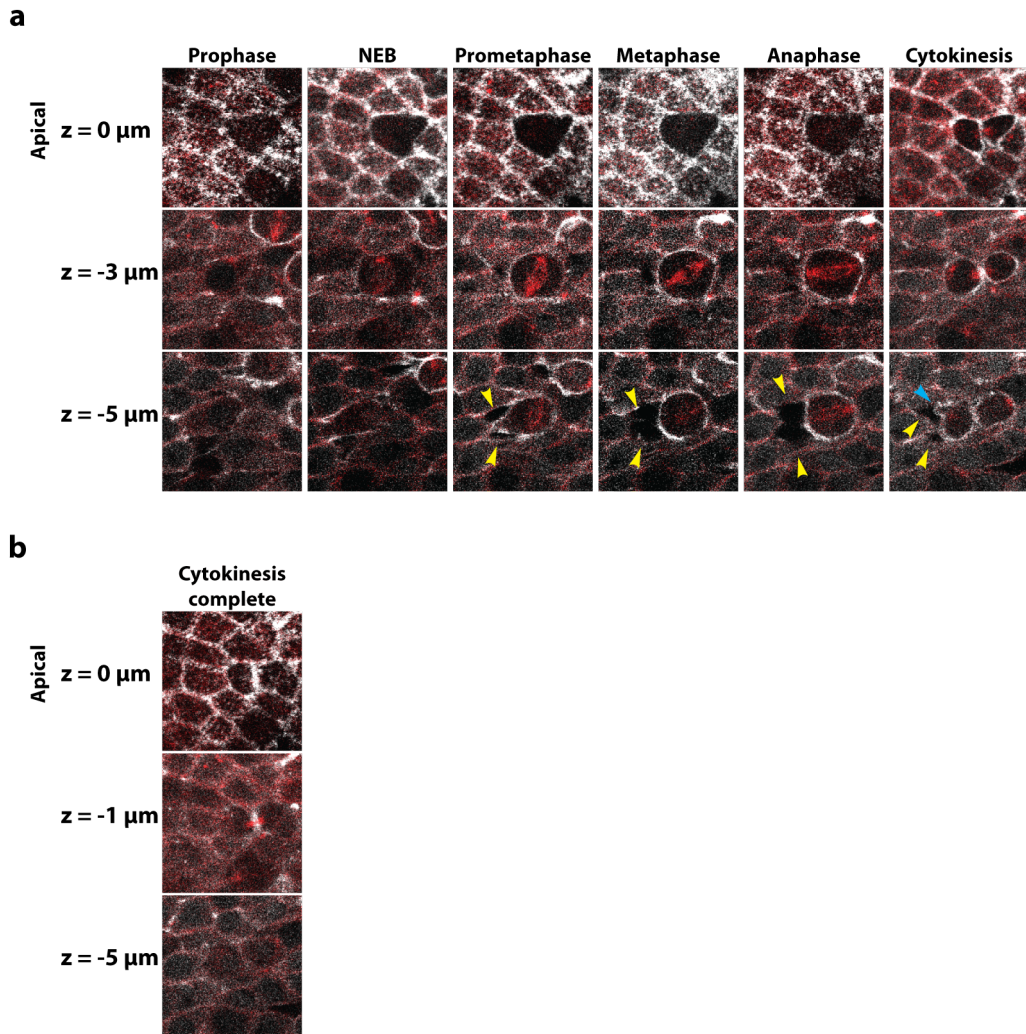 a
Prophase NEB Prometaphase Metaphase Anaphase Cytokinesis
Apical
z = 0 µm
z = -3 µm
z = -5 µm
b
Cytokinesis
complete
Apical
z = 0 µm
z = -1 µm
z = -5 µm